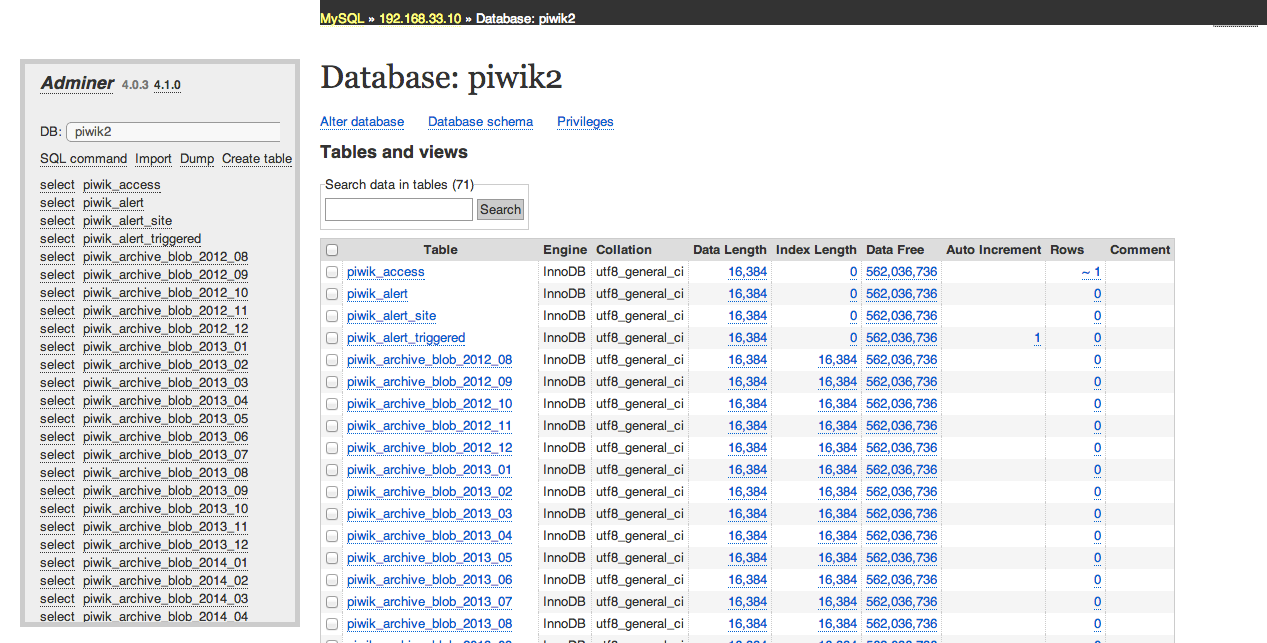 MySQL » 192.168.33.10 » Database: piwik2
Adminer 4.0.3 4.1.0
DB: piwik2
SQL command Import Dump Create table
select piwik_access
select piwik_alert
select piwik_alert_site
select piwik_alert_triggered
select piwik_archive_blob_2012_08
select piwik_archive_blob_2012_09
select piwik_archive_blob_2012_10
select piwik_archive_blob_2012_11
select piwik_archive_blob_2012_12
select piwik_archive_blob_2013_01
select piwik_archive_blob_2013_02
select piwik_archive_blob_2013_03
select piwik_archive_blob_2013_04
select piwik_archive_blob_2013_05
select piwik_archive_blob_2013_06
select piwik_archive_blob_2013_07
select piwik_archive_blob_2013_08
select piwik_archive_blob_2013_09
select piwik_archive_blob_2013_10
select piwik_archive_blob_2013_11
select piwik_archive_blob_2013_12
select piwik_archive_blob_2014_01
select piwik_archive_blob_2014_02
select piwik_archive_blob_2014_03
select piwik_archive_blob_2014_04
Database: piwik2
Alter database Database schema Privileges
Tables and views
Search data in tables (71)
Search
Table Engine Collation Data Length Index Length Data Free Auto Increment Rows Comment
piwik_access InnoDB utf8_general_ci 16,384 0 562,036,736 ~ 1
piwik_alert InnoDB utf8_general_ci 16,384 0 562,036,736 0
piwik_alert_site InnoDB utf8_general_ci 16,384 0 562,036,736 0
piwik_alert_triggered InnoDB utf8_general_ci 16,384 0 562,036,736 1 0
piwik_archive_blob_2012_08 InnoDB utf8_general_ci 16,384 16,384 562,036,736 0
piwik_archive_blob_2012_09 InnoDB utf8_general_ci 16,384 16,384 562,036,736 0
piwik_archive_blob_2012_10 InnoDB utf8_general_ci 16,384 16,384 562,036,736 0
piwik_archive_blob_2012_11 InnoDB utf8_general_ci 16,384 16,384 562,036,736 0
piwik_archive_blob_2012_12 InnoDB utf8_general_ci 16,384 16,384 562,036,736 0
piwik_archive_blob_2013_01 InnoDB utf8_general_ci 16,384 16,384 562,036,736 0
piwik_archive_blob_2013_02 InnoDB utf8_general_ci 16,384 16,384 562,036,736 0
piwik_archive_blob_2013_03 InnoDB utf8_general_ci 16,384 16,384 562,036,736 0
piwik_archive_blob_2013_04 InnoDB utf8_general_ci 16,384 16,384 562,036,736 0
piwik_archive_blob_2013_05 InnoDB utf8_general_ci 16,384 16,384 562,036,736 0
piwik_archive_blob_2013_06 InnoDB utf8_general_ci 16,384 16,384 562,036,736 0
piwik_archive_blob_2013_07 InnoDB utf8_general_ci 16,384 16,384 562,036,736 0
piwik_archive_blob_2013_08 InnoDB utf8_general_ci 16,384 16,384 562,036,736 0